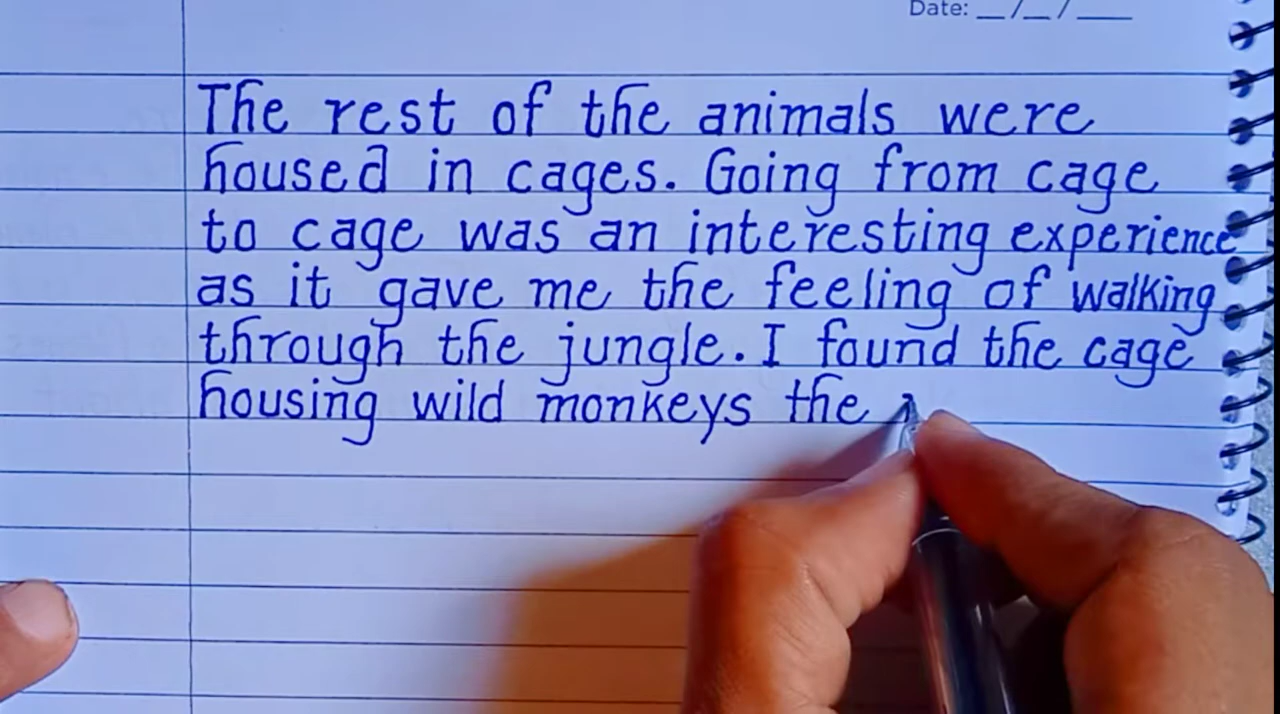 Date: __/__/____
The rest of the animals were
housed in cages. Going from cage
to cage was an interesting experience
as it gave me the feeling of walking
through the jungle. I found the cage
housing wild monkeys the